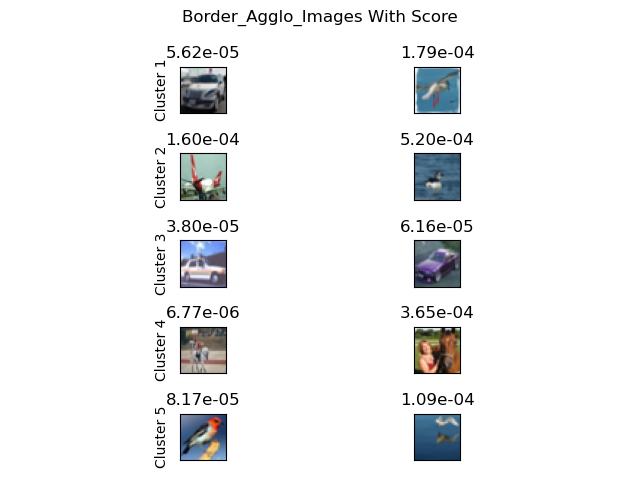 Border_Agglo_Images With Score
5.62e-05 1.79e-04
Cluster 1
1.60e-04 5.20e-04
Cluster 2
3.80e-05 6.16e-05
Cluster 3
6.77e-06 3.65e-04
Cluster 4
8.17e-05 1.09e-04
Cluster 5